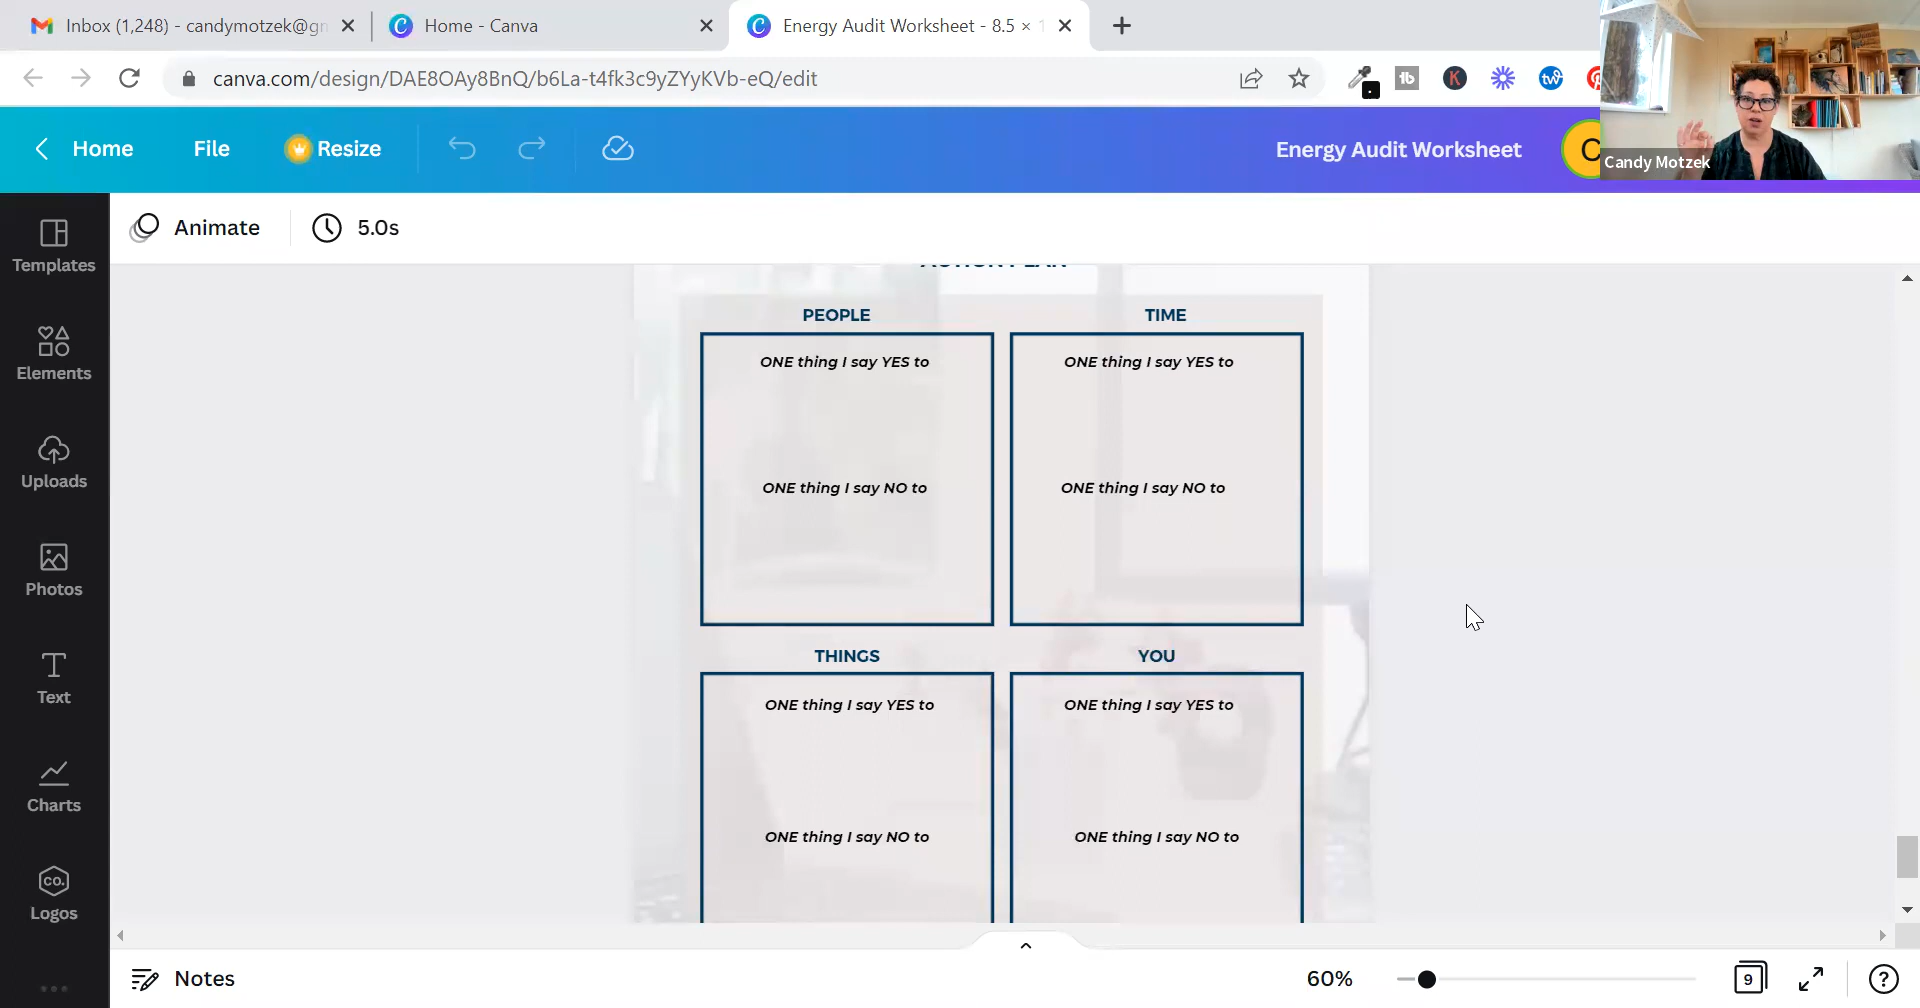 Inbox (1,248) - candymotzek@gm
Home - Canva
Energy Audit Worksheet - 8.5 × 1
canva.com/design/DAE8OAy8BnQ/b6La-t4fk3c9yZYyKVb-eQ/edit
Home
File
Resize
Energy Audit Worksheet
C
Candy Motzek
Templates
Elements
Uploads
Photos
Text
Charts
CO.
Logos
Animate
5.0s
ACTION PLAN
PEOPLE
TIME
ONE thing I say YES to
ONE thing I say YES to
ONE thing I say NO to
ONE thing I say NO to
THINGS
YOU
ONE thing I say YES to
ONE thing I say YES to
ONE thing I say NO to
ONE thing I say NO to
Notes
60%
9
?